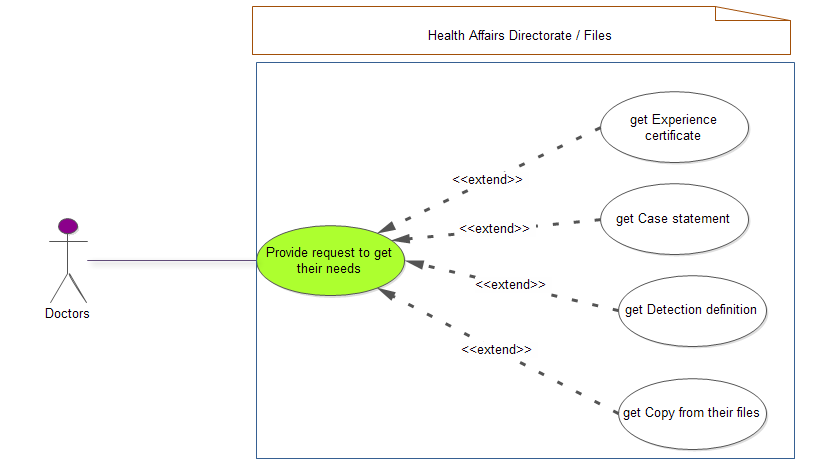 Health Affairs Directorate / Files
get Experience
certificate
<<extend>>
get Case statement
<<extend>>
Provide request to get
their needs
<<extend>>
get Detection definition
Doctors
<<extend>>
get Copy from their files